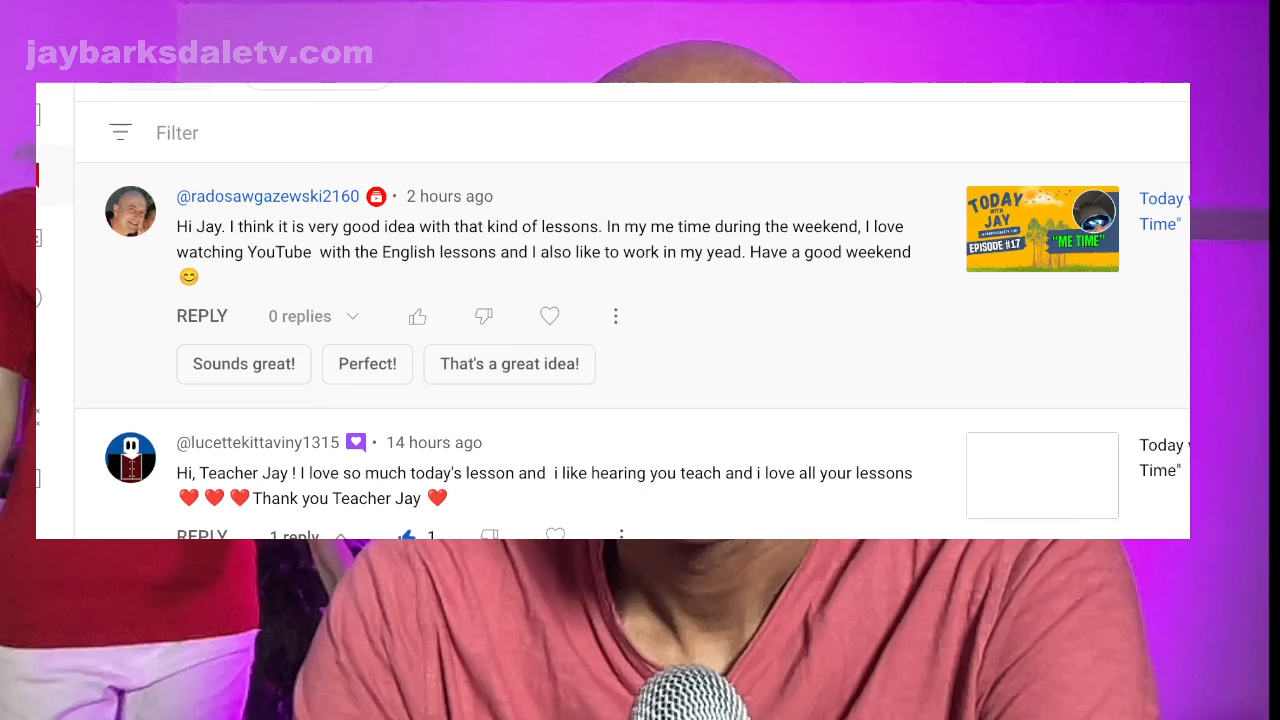 jaybarksdaletv.com
Filter
@radosawgazewski2160 • 2 hours ago
Hi Jay. I think it's very good idea with that kind of lessons. In my me time during the weekend, I love
watching YouTube with the English lessons and I also like to work in my yead. Have a good weekend
😊
REPLY 0 replies
Sounds great! Perfect! That's a great idea!
TODAY
WITH
JAY
EPISODE #17
"ME TIME"
Today
Time"
@lucettekittaviny1315 • 14 hours ago
Hi, Teacher Jay ! I love so much today's lesson and i like hearing you teach and i love all your lessons
❤️ ❤️ ❤️Thank you Teacher Jay ❤️
REPLY 1 reply 1
Today
Time"